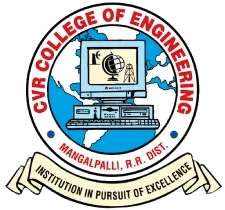 CVR COLLEGE OF ENGINEERING
MANGALPALLI, R.R. DIST.
INSTITUTION IN PURSUIT OF EXCELLENCE